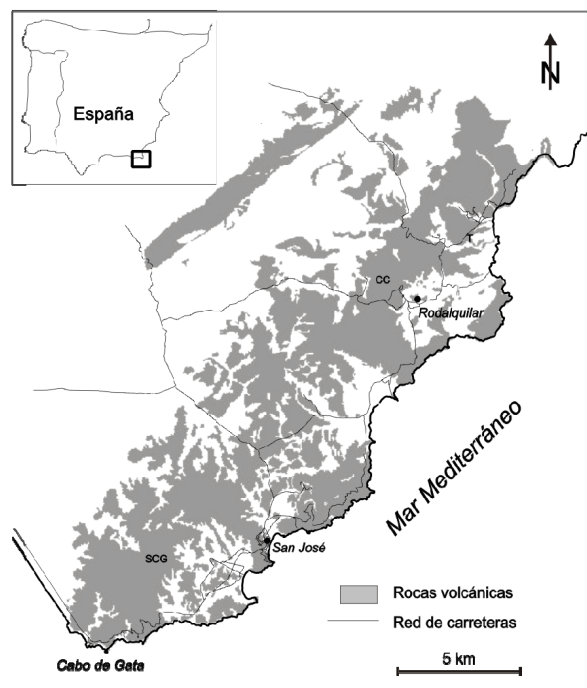 España
N
T
CC
Rodalquilar
Mar Mediterráneo
San José
SCG
Rocas volcánicas
Red de carreteras
Cabo de Gata
5 km